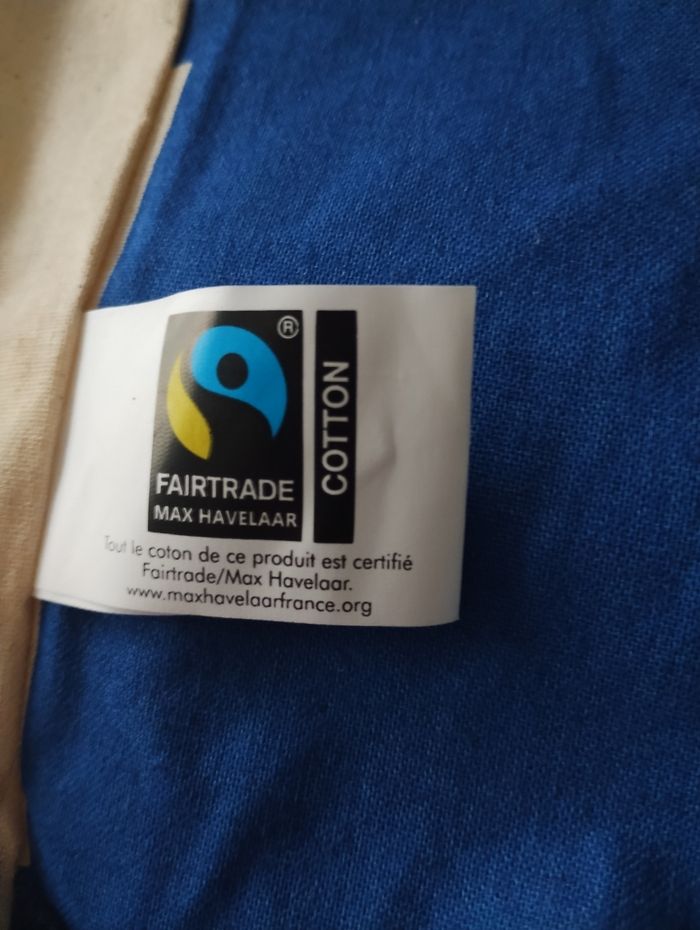 ®
FAIRTRADE
MAX HAVELAAR
COTTON
Tout le coton de ce produit est certifié
Fairtrade/Max Havelaar.
www.maxhavelaarfrance.org